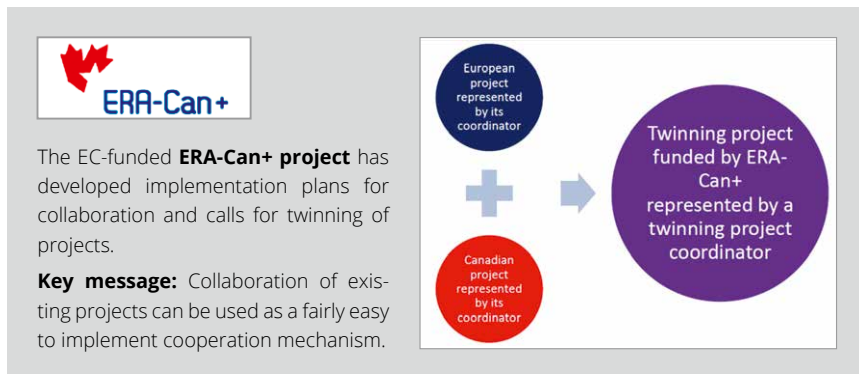 ERA-Can+
The EC-funded ERA-Can+ project has
developed implementation plans for
collaboration and calls for twinning of
projects.
Key message: Collaboration of exis-
ting projects can be used as a fairly easy
to implement cooperation mechanism.
European
project
represented
by its
coordinator
Canadian
project
represented
by its
coordinator
Twinning project
funded by ERA-
Can+
represented by a
twinning project
coordinator